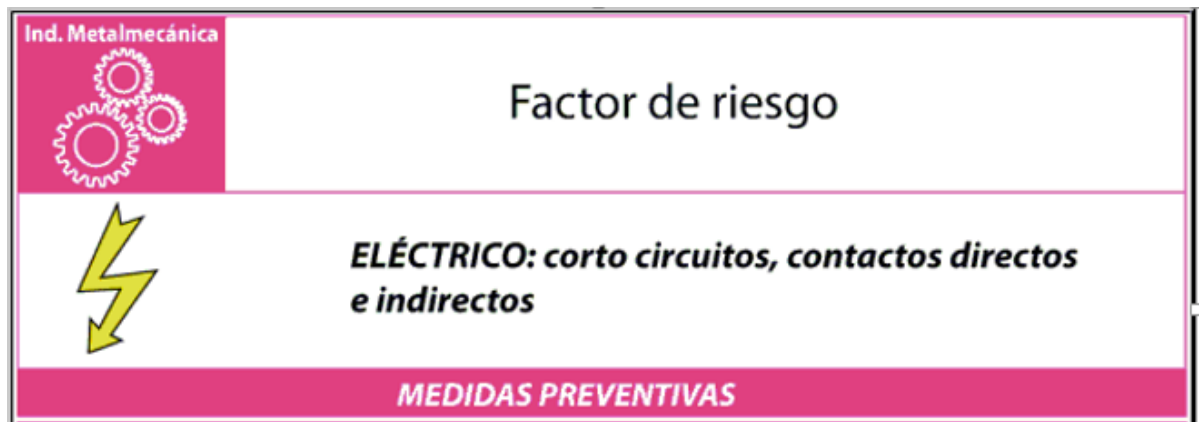 Ind. Metalmecánica
Factor de riesgo
ELÉCTRICO: corto circuitos, contactos directos
e indirectos
MEDIDAS PREVENTIVAS